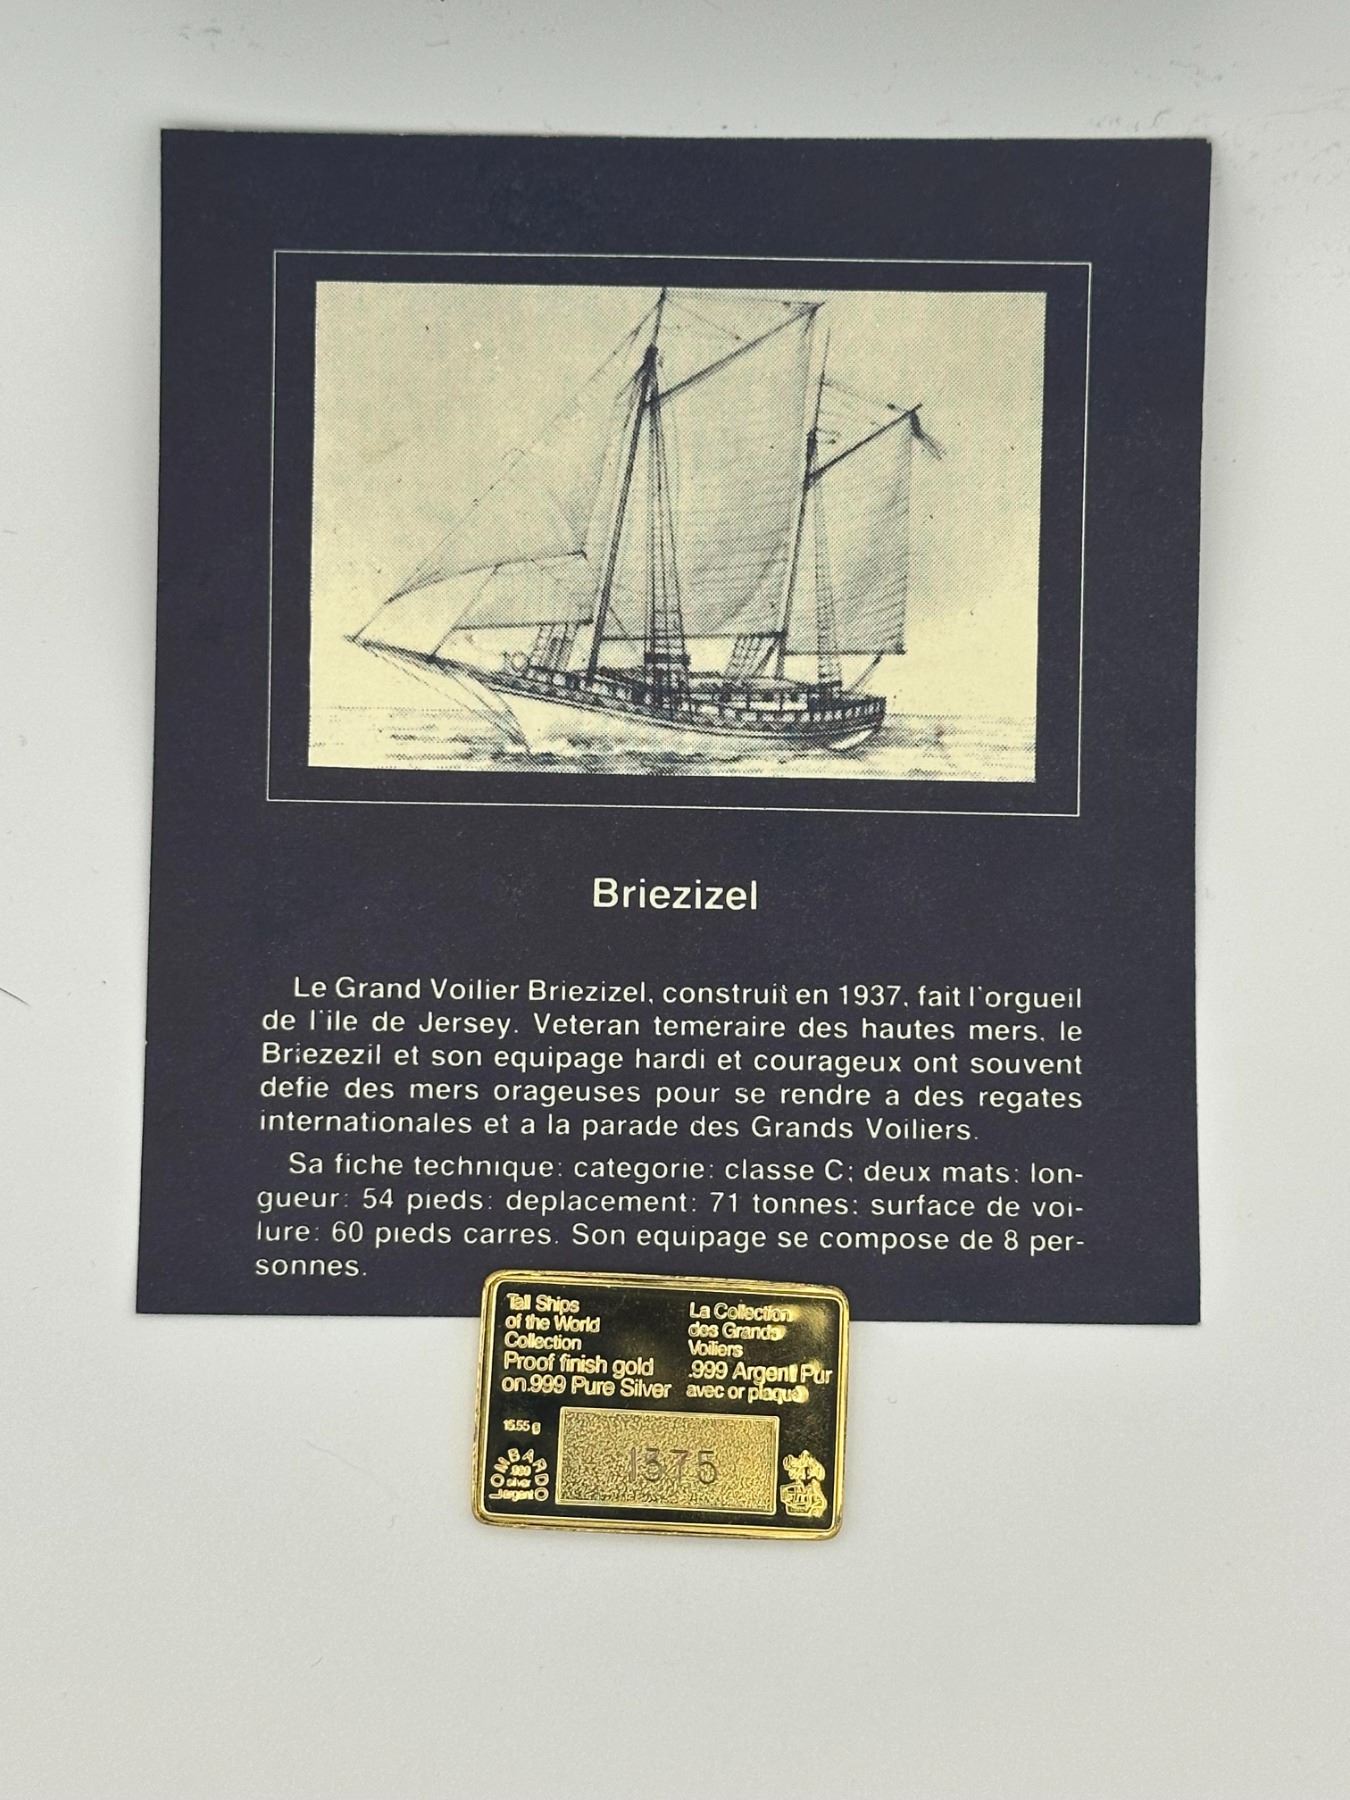 Briezizel
Le Grand Voilier Briezizel, construit en 1937, fait l'orgueil
de l'ile de Jersey. Veteran temeraire des hautes mers, le
Briezezil et son equipage hardi et courageux ont souvent
defie des mers orageuses pour se rendre a des regates
internationales et a la parade des Grands Voiliers.
Sa fiche technique: categorie: classe C; deux mats: lon-
gueur: 54 pieds: deplacement: 71 tonnes: surface de voi-
lure: 60 pieds carres. Son equipage se compose de 8 per-
sonnes.
Tall Ships
of the World
Collection
Proof finish gold
on .999 Pure Silver
La Collection
des Grands
Voiliers
.999 Argent Pur
avec or plaqué
15.55 g
LOMBARDO
.999
silver
argent
1375